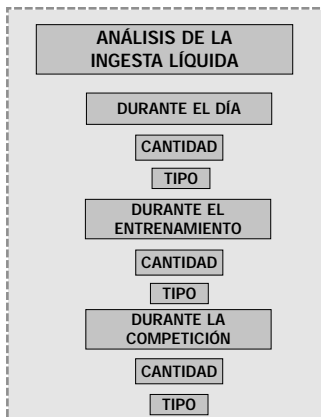 ANÁLISIS DE LA
INGESTA LÍQUIDA
DURANTE EL DÍA
CANTIDAD
TIPO
DURANTE EL
ENTRENAMIENTO
CANTIDAD
TIPO
DURANTE LA
COMPETICIÓN
CANTIDAD
TIPO